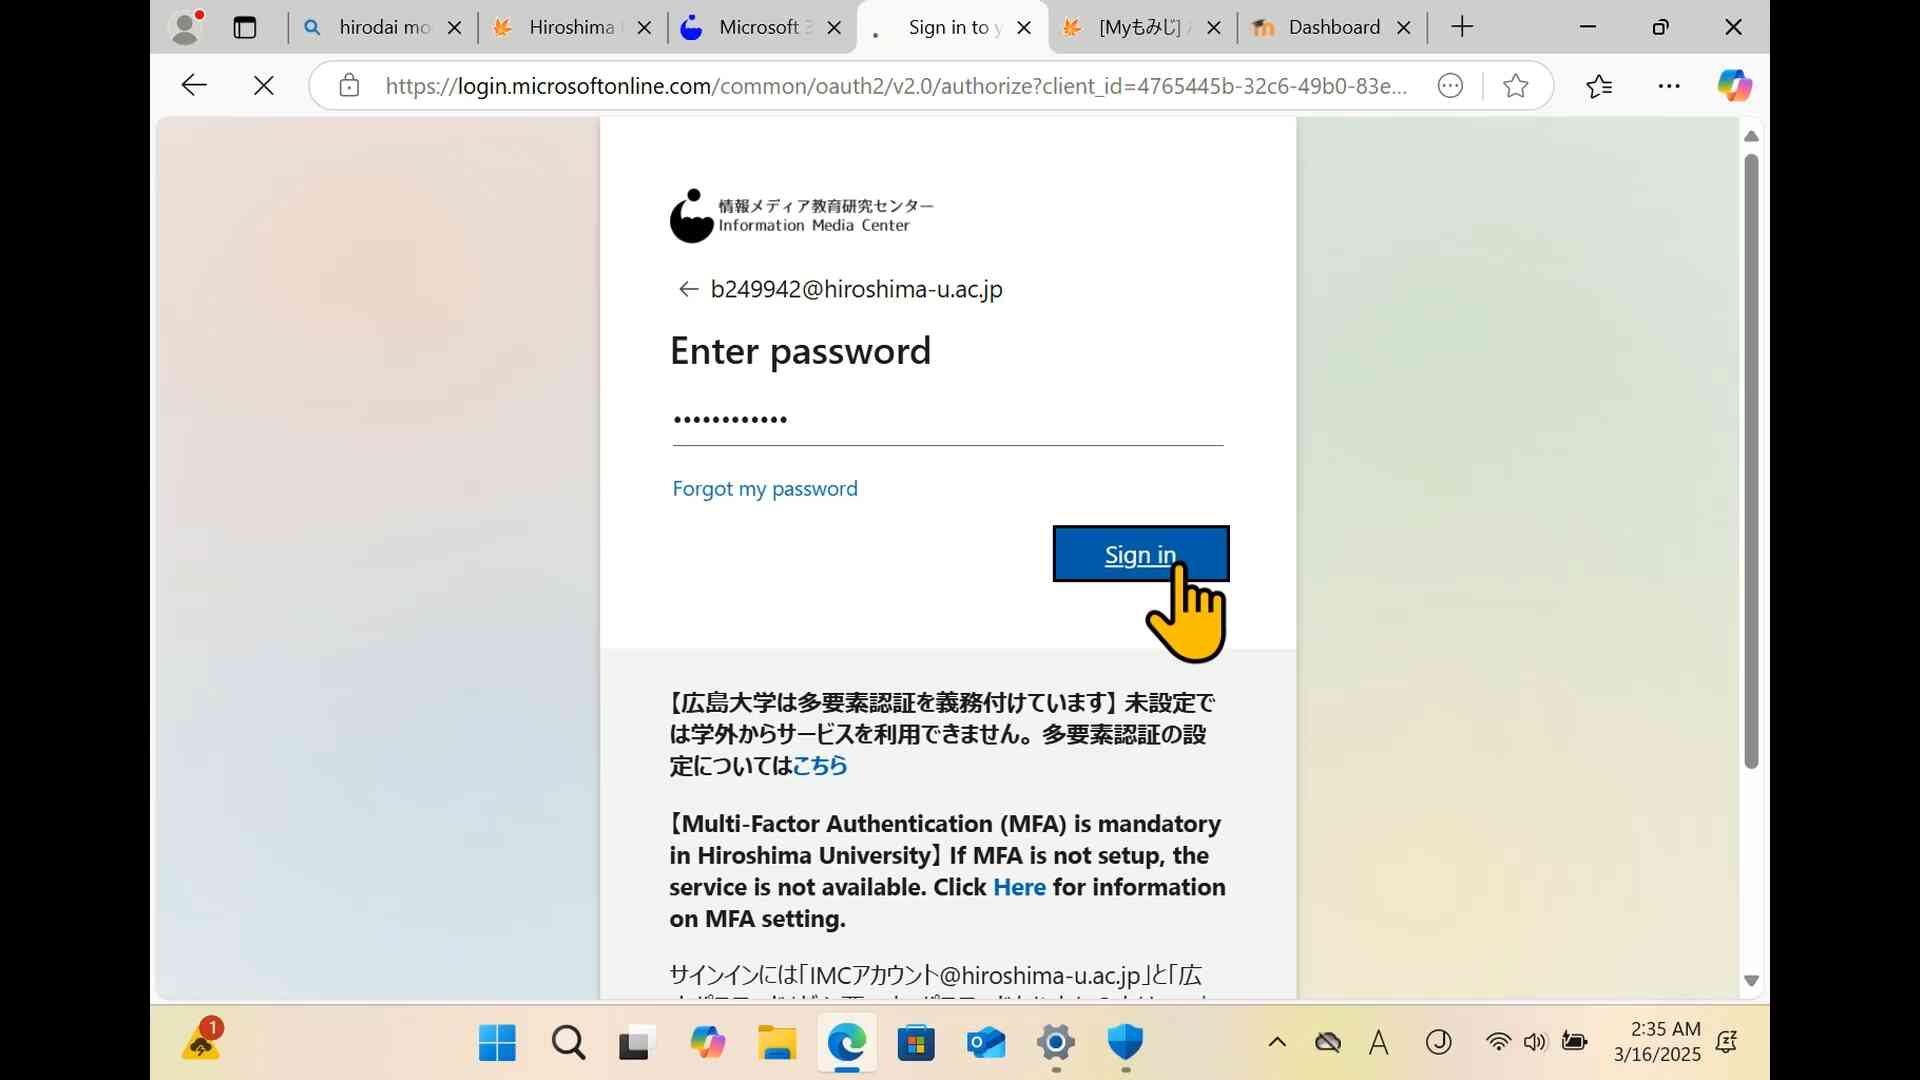 hirodai mo
Hiroshima
Microsoft 3
Sign in to y
[Myもみじ]
Dashboard
https://login.microsoftonline.com/common/oauth2/v2.0/authorize?client_id=4765445b-32c6-49b0-83e...
情報メディア教育研究センター
Information Media Center
b249942@hiroshima-u.ac.jp
Enter password
••••••••••••
Forgot my password
Sign in
【広島大学は多要素認証を義務付けています】 未設定で
は学外からサービスを利用できません。 多要素認証の設
定についてはこちら
【Multi-Factor Authentication (MFA) is mandatory
in Hiroshima University】 If MFA is not setup, the
service is not available. Click Here for information
on MFA setting.
サインインには「IMCアカウント@hiroshima-u.ac.jp」と「広
1
A
J
2:35 AM
3/16/2025